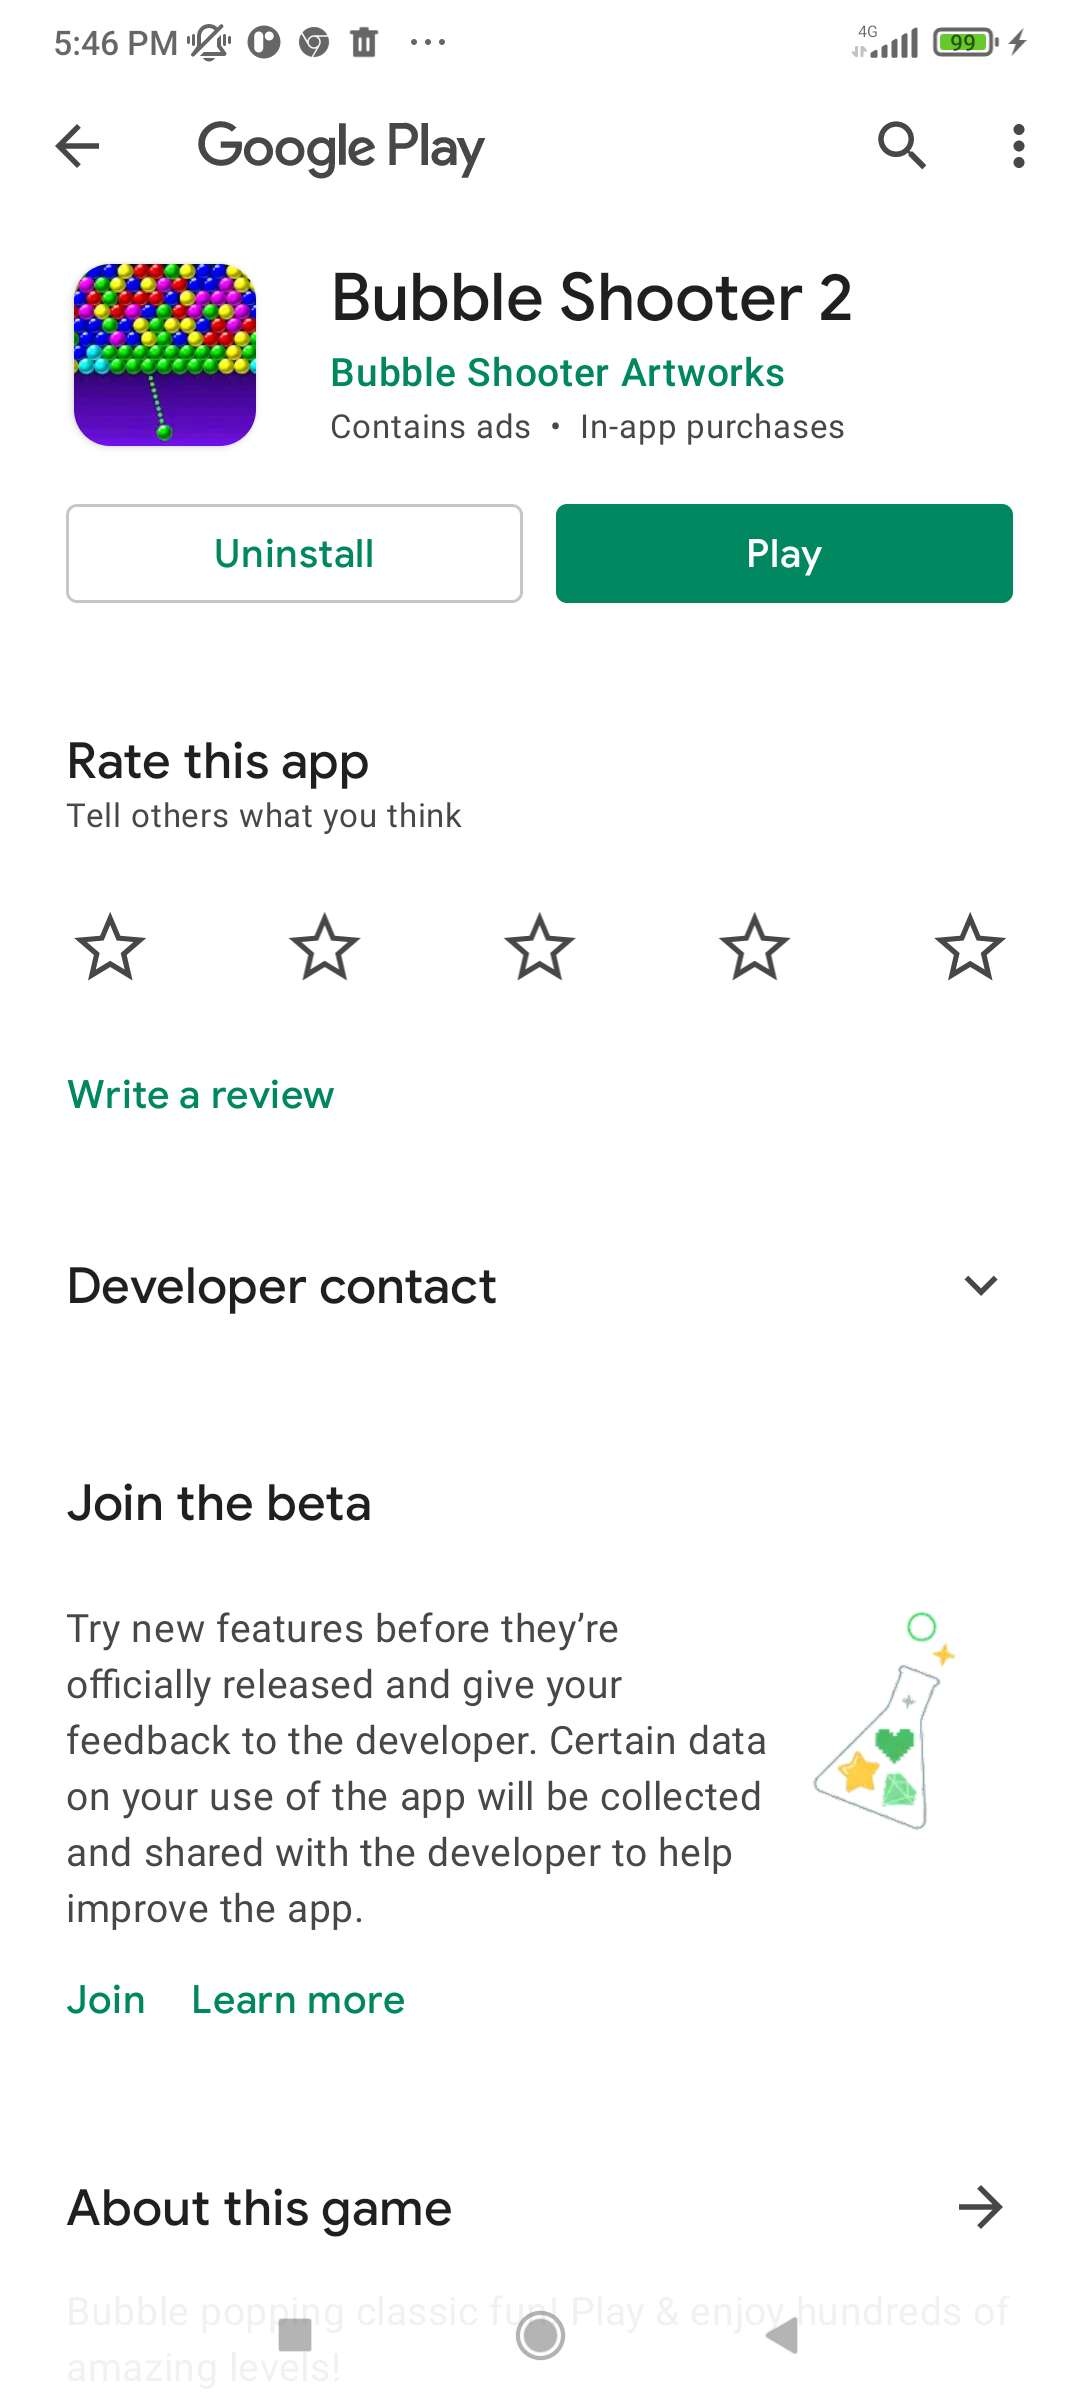 5:46 PM
4G
99
Google Play
Bubble Shooter 2
Bubble Shooter Artworks
Contains ads • In-app purchases
Uninstall
Play
Rate this app
Tell others what you think
Write a review
Developer contact
Join the beta
Try new features before they’re
officially released and give your
feedback to the developer. Certain data
on your use of the app will be collected
and shared with the developer to help
improve the app.
Join Learn more
About this game
Bubble popping classic fun! Play & enjoy hundreds of
amazing levels!